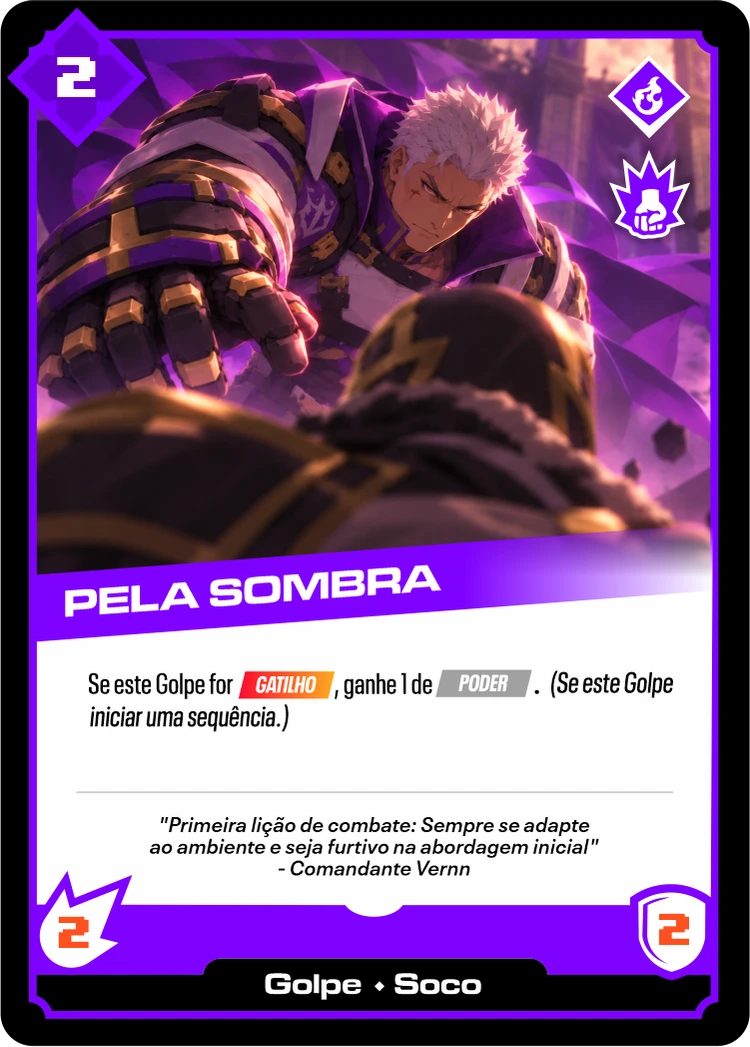 2
PELA SOMBRA
Se este Golpe for GATILHO , ganhe 1 de PODER . (Se este Golpe
iniciar uma sequência.)
"Primeira lição de combate: Sempre se adapte
ao ambiente e seja furtivo na abordagem inicial"
- Comandante Vernn
2
2
Golpe ⬥ Soco